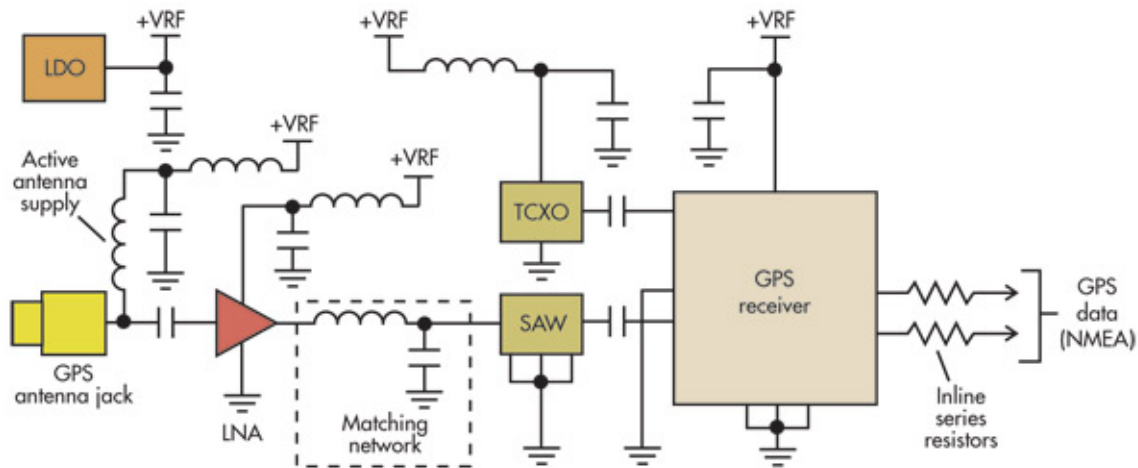 +VRF
+VRF
+VRF
LDO
+VRF
Active
antenna
supply
+VRF
TCXO
GPS
receiver
GPS
data
(NMEA)
SAW
GPS
antenna jack
LNA
Matching
network
Inline
series
resistors